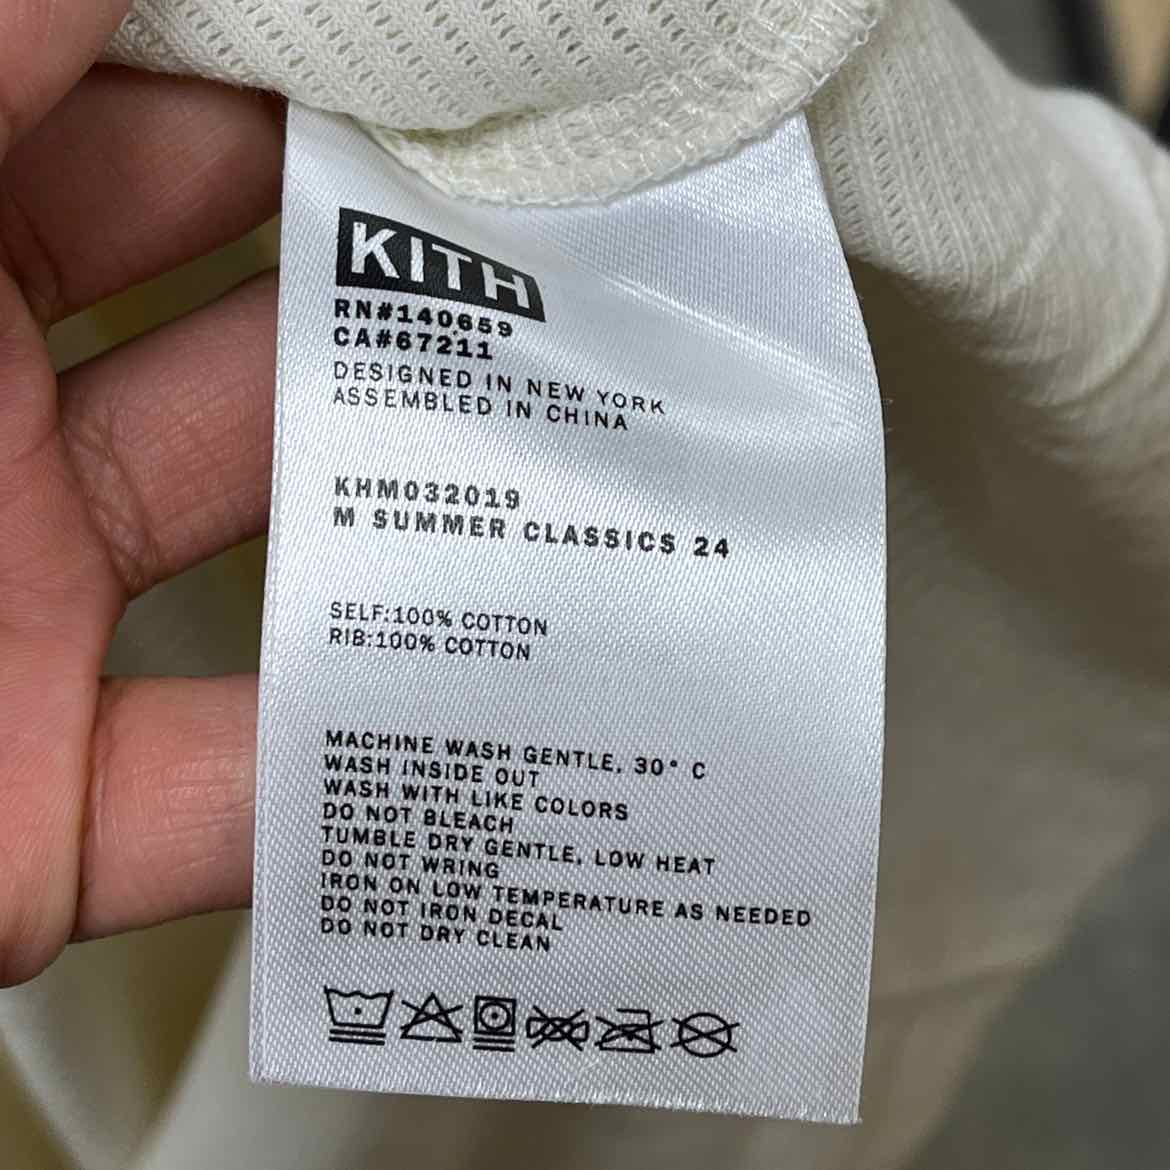 KITH
RN#140659
CA#67211
DESIGNED IN NEW YORK
ASSEMBLED IN CHINA
KHM032019
M SUMMER CLASSICS 24
SELF:100% COTTON
RIB:100% COTTON
MACHINE WASH GENTLE, 30° C
WASH INSIDE OUT
WASH WITH LIKE COLORS
DO NOT BLEACH
TUMBLE DRY GENTLE, LOW HEAT
DO NOT WRING
IRON ON LOW TEMPERATURE AS NEEDED
DO NOT IRON DECAL
DO NOT DRY CLEAN